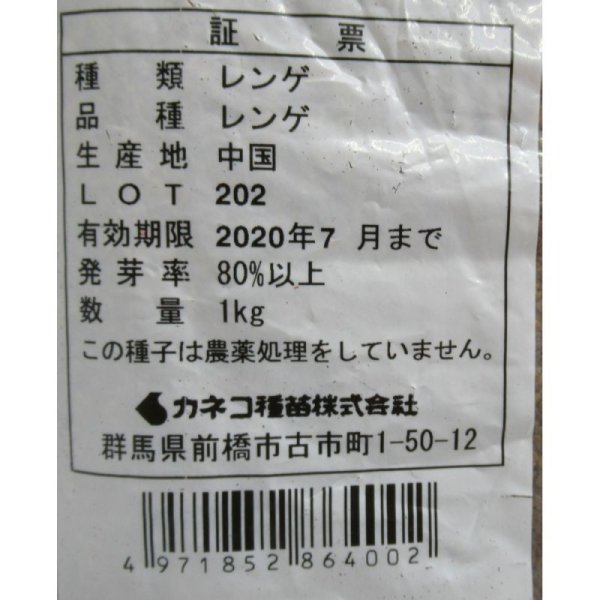 証 票
種 類 レンゲ
品 種 レンゲ
生 産 地 中国
L O T 202
有効期限 2020年7 月まで
発 芽 率 80%以上
数 量 1kg
この種子は農薬処理をしていません。
カネコ種苗株式会社
群馬県前橋市古市町1-50-12
4 971852 864002